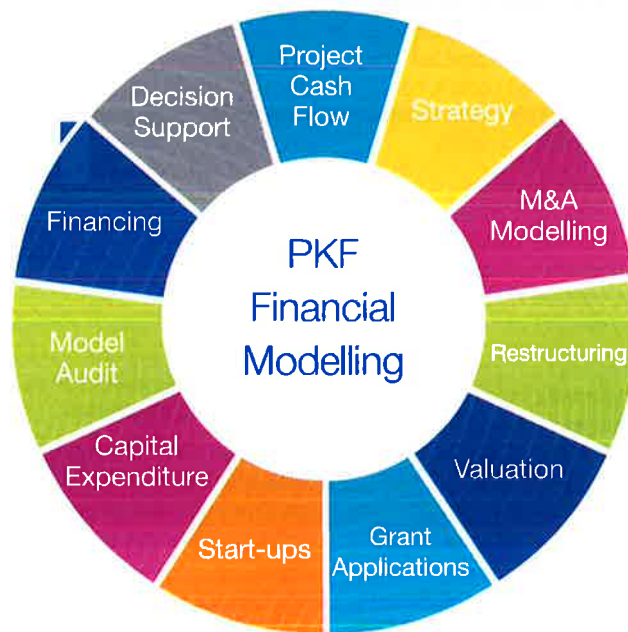 Project
Cash
Flow
Strategy
M&A
Modelling
Restructuring
Valuation
Grant
Applications
Start-ups
Capital
Expenditure
Model
Audit
Financing
Decision
Support
PKF
Financial
Modelling